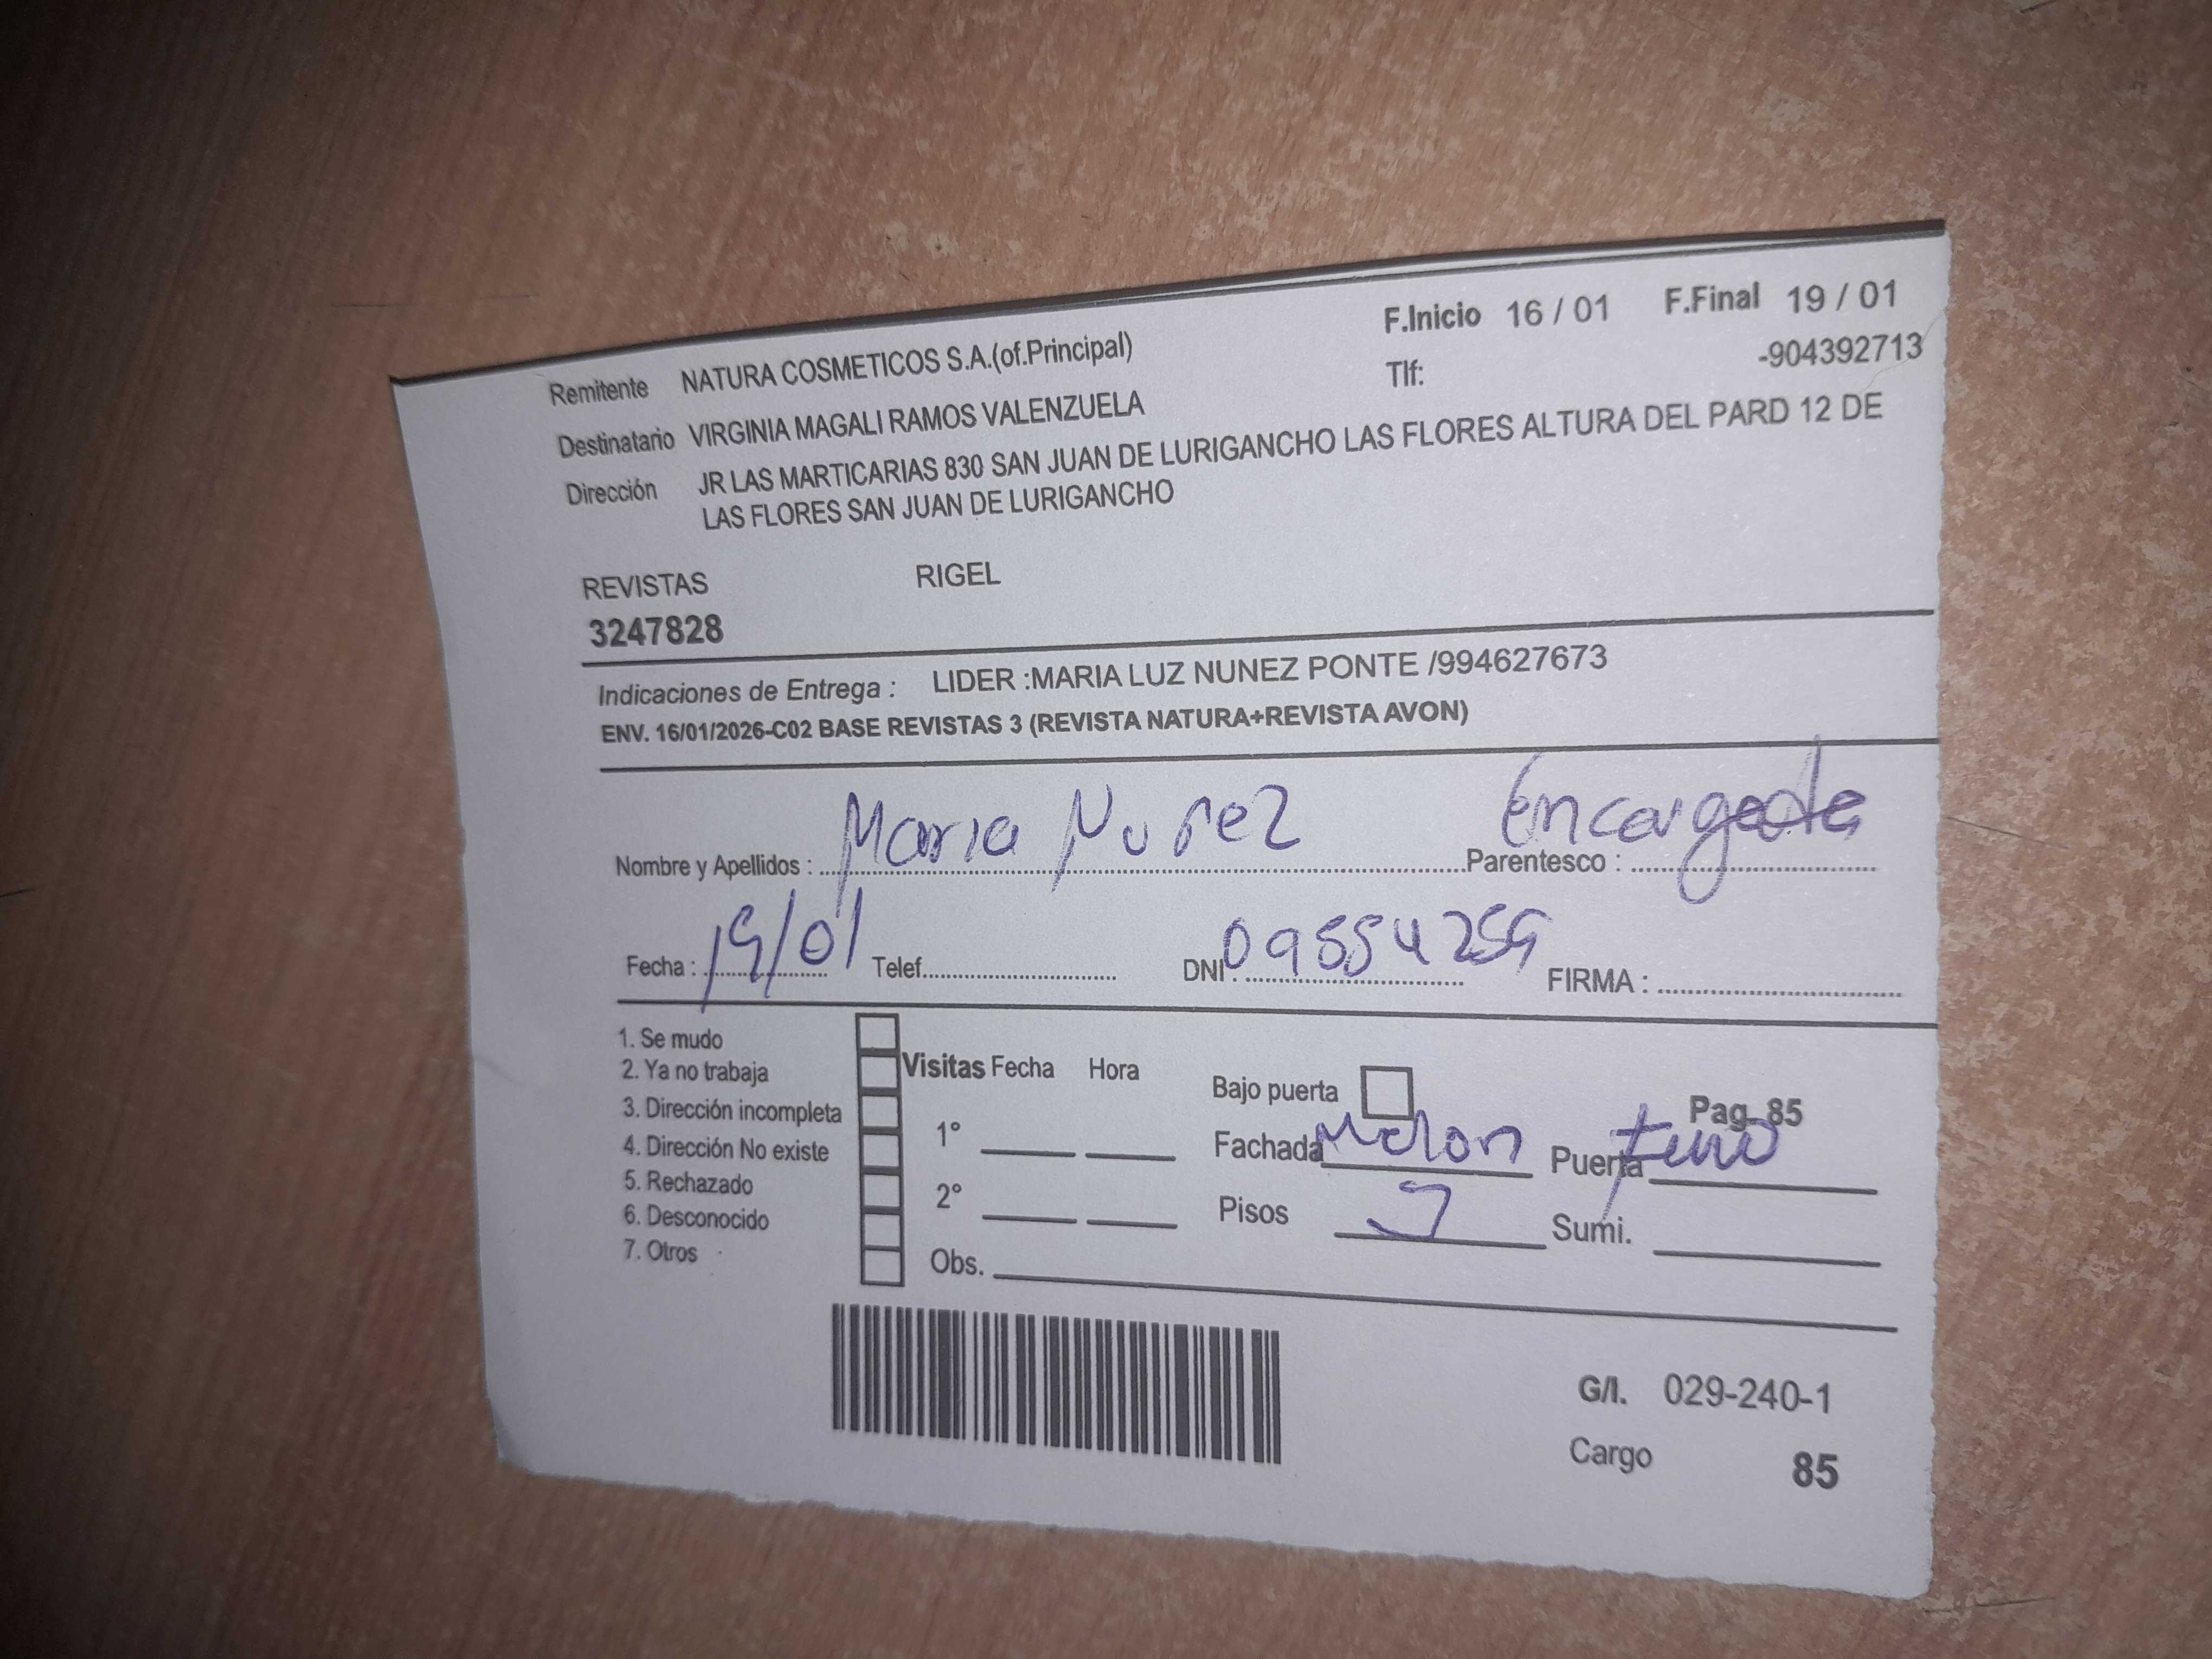 F.Inicio 16 / 01 F.Final 19 / 01
Remitente NATURA COSMETICOS S.A.(of.Principal) Tlf: -904392713
Destinatario VIRGINIA MAGALI RAMOS VALENZUELA
Dirección JR LAS MARTICARIAS 830 SAN JUAN DE LURIGANCHO LAS FLORES ALTURA DEL PARD 12 DE
LAS FLORES SAN JUAN DE LURIGANCHO
REVISTAS RIGEL
3247828
Indicaciones de Entrega : LIDER :MARIA LUZ NUNEZ PONTE /994627673
ENV. 16/01/2026-C02 BASE REVISTAS 3 (REVISTA NATURA+REVISTA AVON)
Nombre y Apellidos : Maria Nuñez Parentesco : Encargada
Fecha : 19/01 Telef. DNI : FIRMA :
1. Se mudo
2. Ya no trabaja Visitas Fecha Hora Bajo puerta
3. Dirección incompleta Pag. 85
4. Dirección No existe 1° Fachada Melon Puerta
5. Rechazado
6. Desconocido 2° Pisos Sumi.
7. Otros Obs.
G/I. 029-240-1
Cargo 85